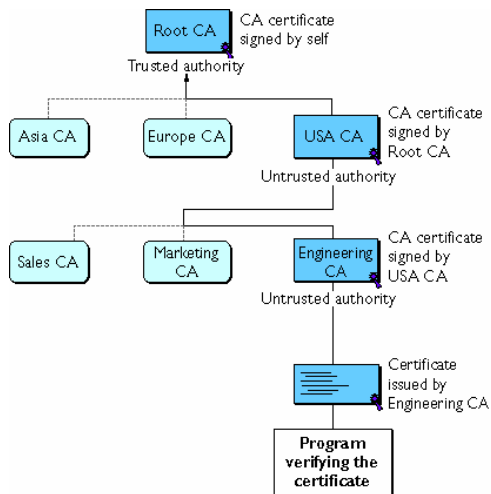 Root CA
CA certificate
signed by self
Trusted authority
Asia CA
Europe CA
USA CA
CA certificate
signed by
Root CA
Untrusted authority
Sales CA
Marketing
CA
Engineering
CA
CA certificate
signed by
USA CA
Untrusted authority
Certificate
issued by
Engineering CA
Program
verifying the
certificate